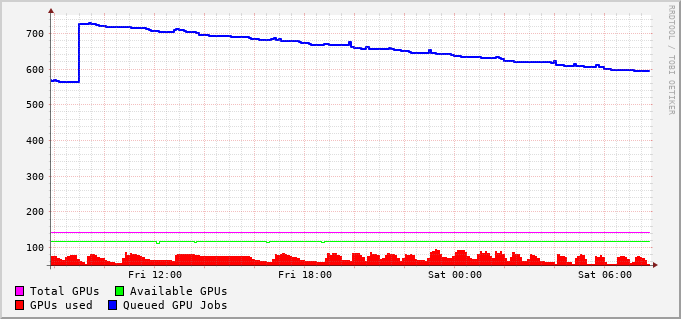 700
600
500
400
300
200
100
Fri 12:00 Fri 18:00 Sat 00:00 Sat 06:00
Total GPUs Available GPUs
GPUs used Queued GPU Jobs
RRDTOOL / TOBI OETIKER